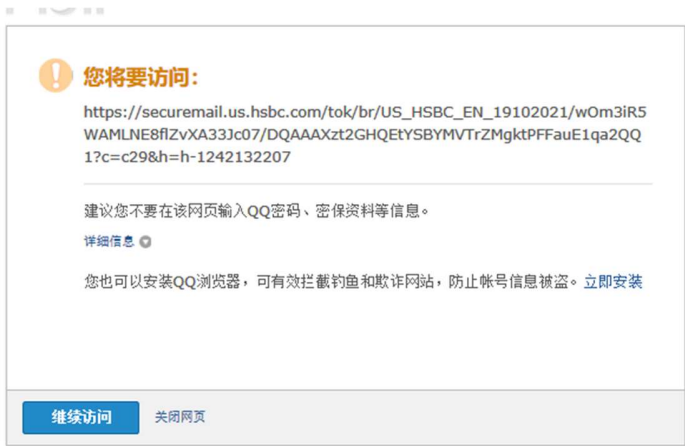 您将要访问：
https://securemail.us.hsbc.com/tok/br/US_HSBC_EN_19102021/wOm3iR5
WAMLNE8flZvXA33Jc07/DQAAAXzt2GHQEtYSBYMVTrZMgktPFFauE1qa2QQ
1?c=c29&h=h-1242132207
建议您不要在该网页输入QQ密码、密保资料等信息。
详细信息
您也可以安装QQ浏览器，可有效拦截钓鱼和欺诈网站，防止帐号信息被盗。立即安装
继续访问 关闭网页